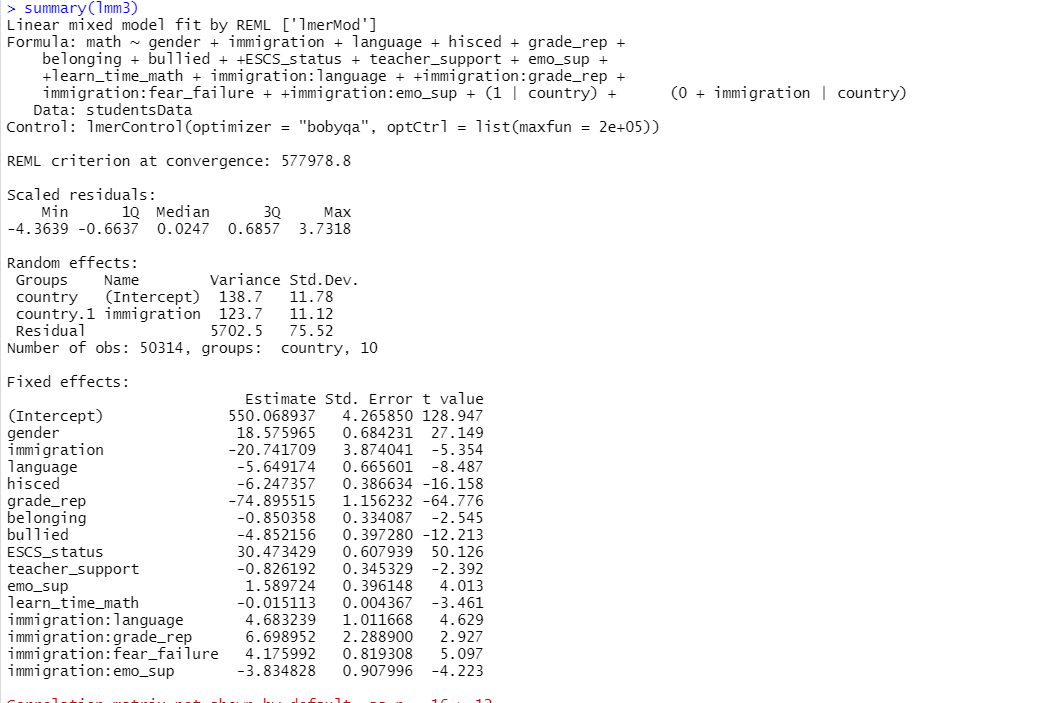 > summary(lmm3)
Linear mixed model fit by REML ['lmerMod']
Formula: math ~ gender + immigration + language + hisced + grade_rep +
    belonging + bullied + +ESCS_status + teacher_support + emo_sup +
    +learn_time_math + immigration:language + +immigration:grade_rep +
    immigration:fear_failure + +immigration:emo_sup + (1 | country) +      (0 + immigration | country)
   Data: studentsData
Control: lmerControl(optimizer = "bobyqa", optCtrl = list(maxfun = 2e+05))

REML criterion at convergence: 577978.8

Scaled residuals:
    Min      1Q  Median      3Q     Max
-4.3639 -0.6637  0.0247  0.6857  3.7318

Random effects:
 Groups    Name        Variance Std.Dev.
 country   (Intercept)  138.7   11.78
 country.1 immigration  123.7   11.12
 Residual              5702.5   75.52
Number of obs: 50314, groups:  country, 10

Fixed effects:
                           Estimate Std. Error t value
(Intercept)              550.068937   4.265850 128.947
gender                    18.575965   0.684231  27.149
immigration              -20.741709   3.874041  -5.354
language                  -5.649174   0.665601  -8.487
hisced                    -6.247357   0.386634 -16.158
grade_rep                -74.895515   1.156232 -64.776
belonging                 -0.850358   0.334087  -2.545
bullied                   -4.852156   0.397280 -12.213
ESCS_status               30.473429   0.607939  50.126
teacher_support           -0.826192   0.345329  -2.392
emo_sup                    1.589724   0.396148   4.013
learn_time_math           -0.015113   0.004367  -3.461
immigration:language       4.683239   1.011668   4.629
immigration:grade_rep      6.698952   2.288900   2.927
immigration:fear_failure   4.175992   0.819308   5.097
immigration:emo_sup       -3.834828   0.907996  -4.223